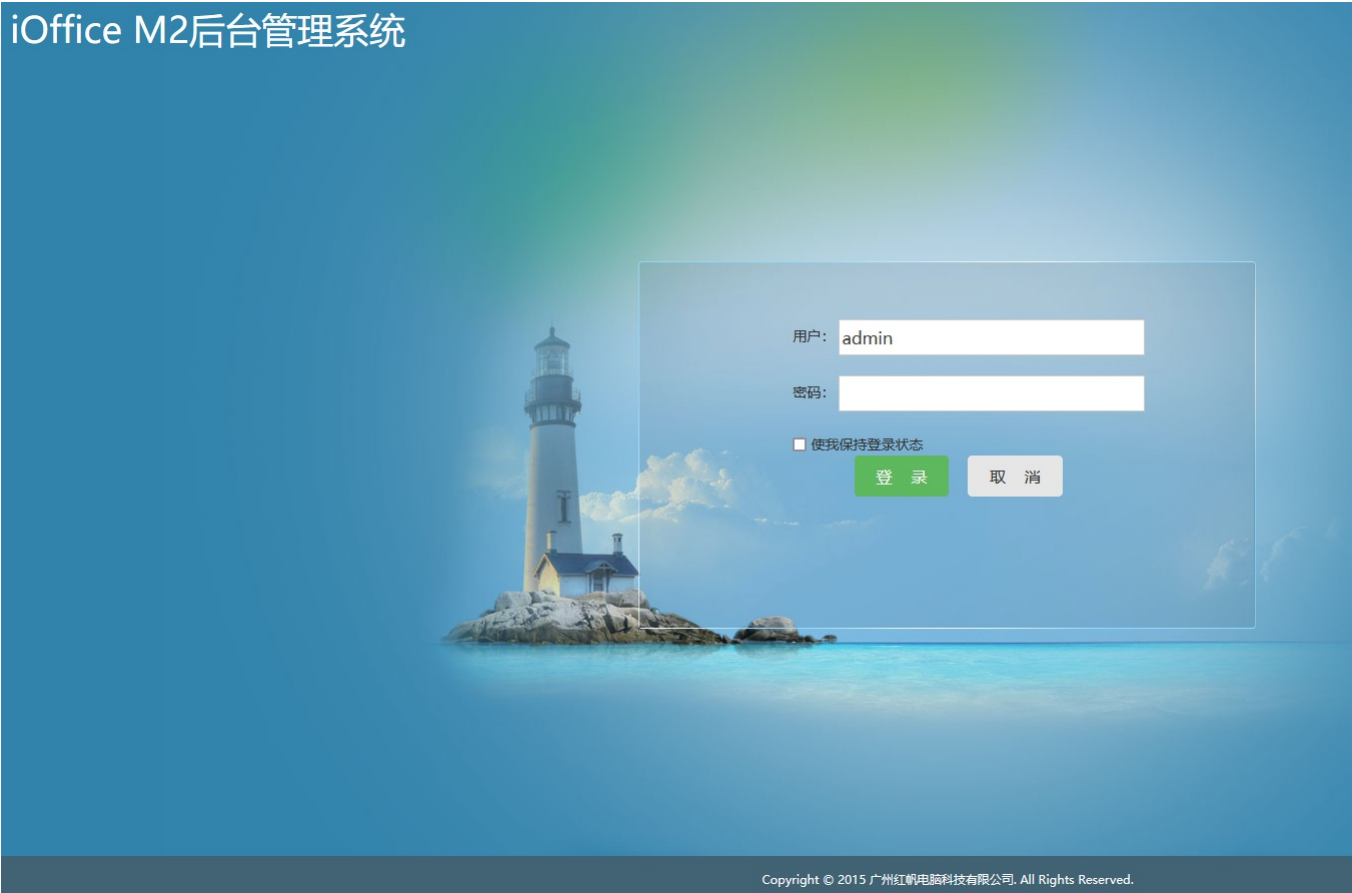 iOffice M2后台管理系统
用户： admin
密码：
使我保持登录状态
登 录 取 消
Copyright © 2015 广州红帆电脑科技有限公司. All Rights Reserved.